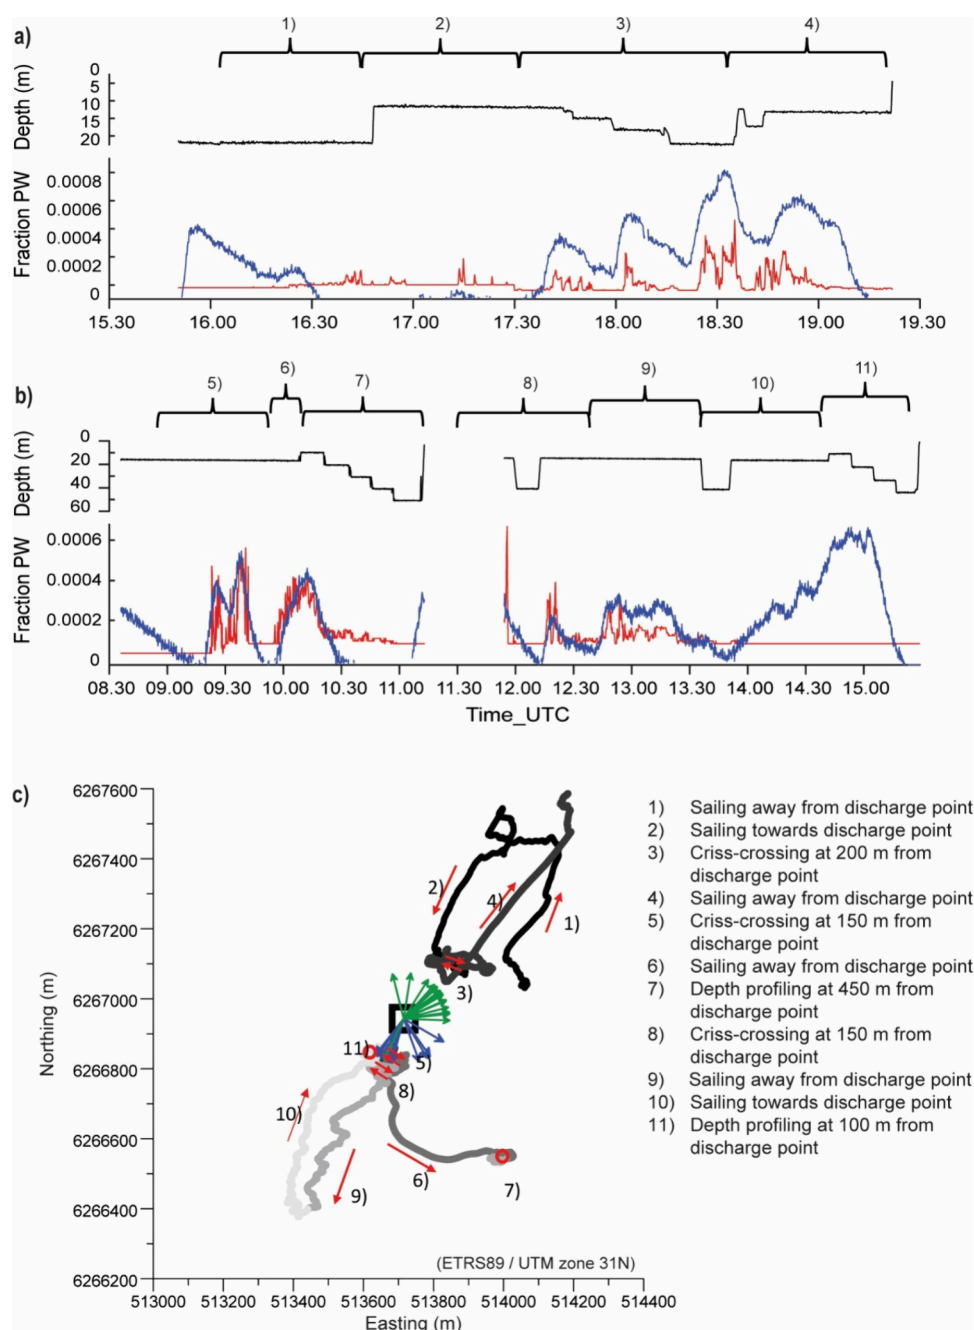 a)
1)
2)
3)
4)
Depth (m)
0
5
10
15
20
Fraction PW
0.0008
0.0006
0.0004
0.0002
0
15.30 16.00 16.30 17.00 17.30 18.00 18.30 19.00 19.30
b)
5)
6)
7)
8)
9)
10)
11)
Depth (m)
0
20
40
60
Fraction PW
0.0006
0.0004
0.0002
0
08.30 09.00 09.30 10.00 10.30 11.00 11.30 12.00 12.30 13.00 13.30 14.00 14.30 15.00
Time_UTC
c)
Northing (m)
6267600
6267400
6267200
6267000
6266800
6266600
6266400
6266200
2)
4)
1)
3)
11)
5)
8)
10)
6)
9)
7)
(ETRS89 / UTM zone 31N)
513000 513200 513400 513600 513800 514000 514200 514400
Easting (m)
1) Sailing away from discharge point
2) Sailing towards discharge point
3) Criss-crossing at 200 m from
discharge point
4) Sailing away from discharge point
5) Criss-crossing at 150 m from
discharge point
6) Sailing away from discharge point
7) Depth profiling at 450 m from
discharge point
8) Criss-crossing at 150 m from
discharge point
9) Sailing away from discharge point
10) Sailing towards discharge point
11) Depth profiling at 100 m from
discharge point